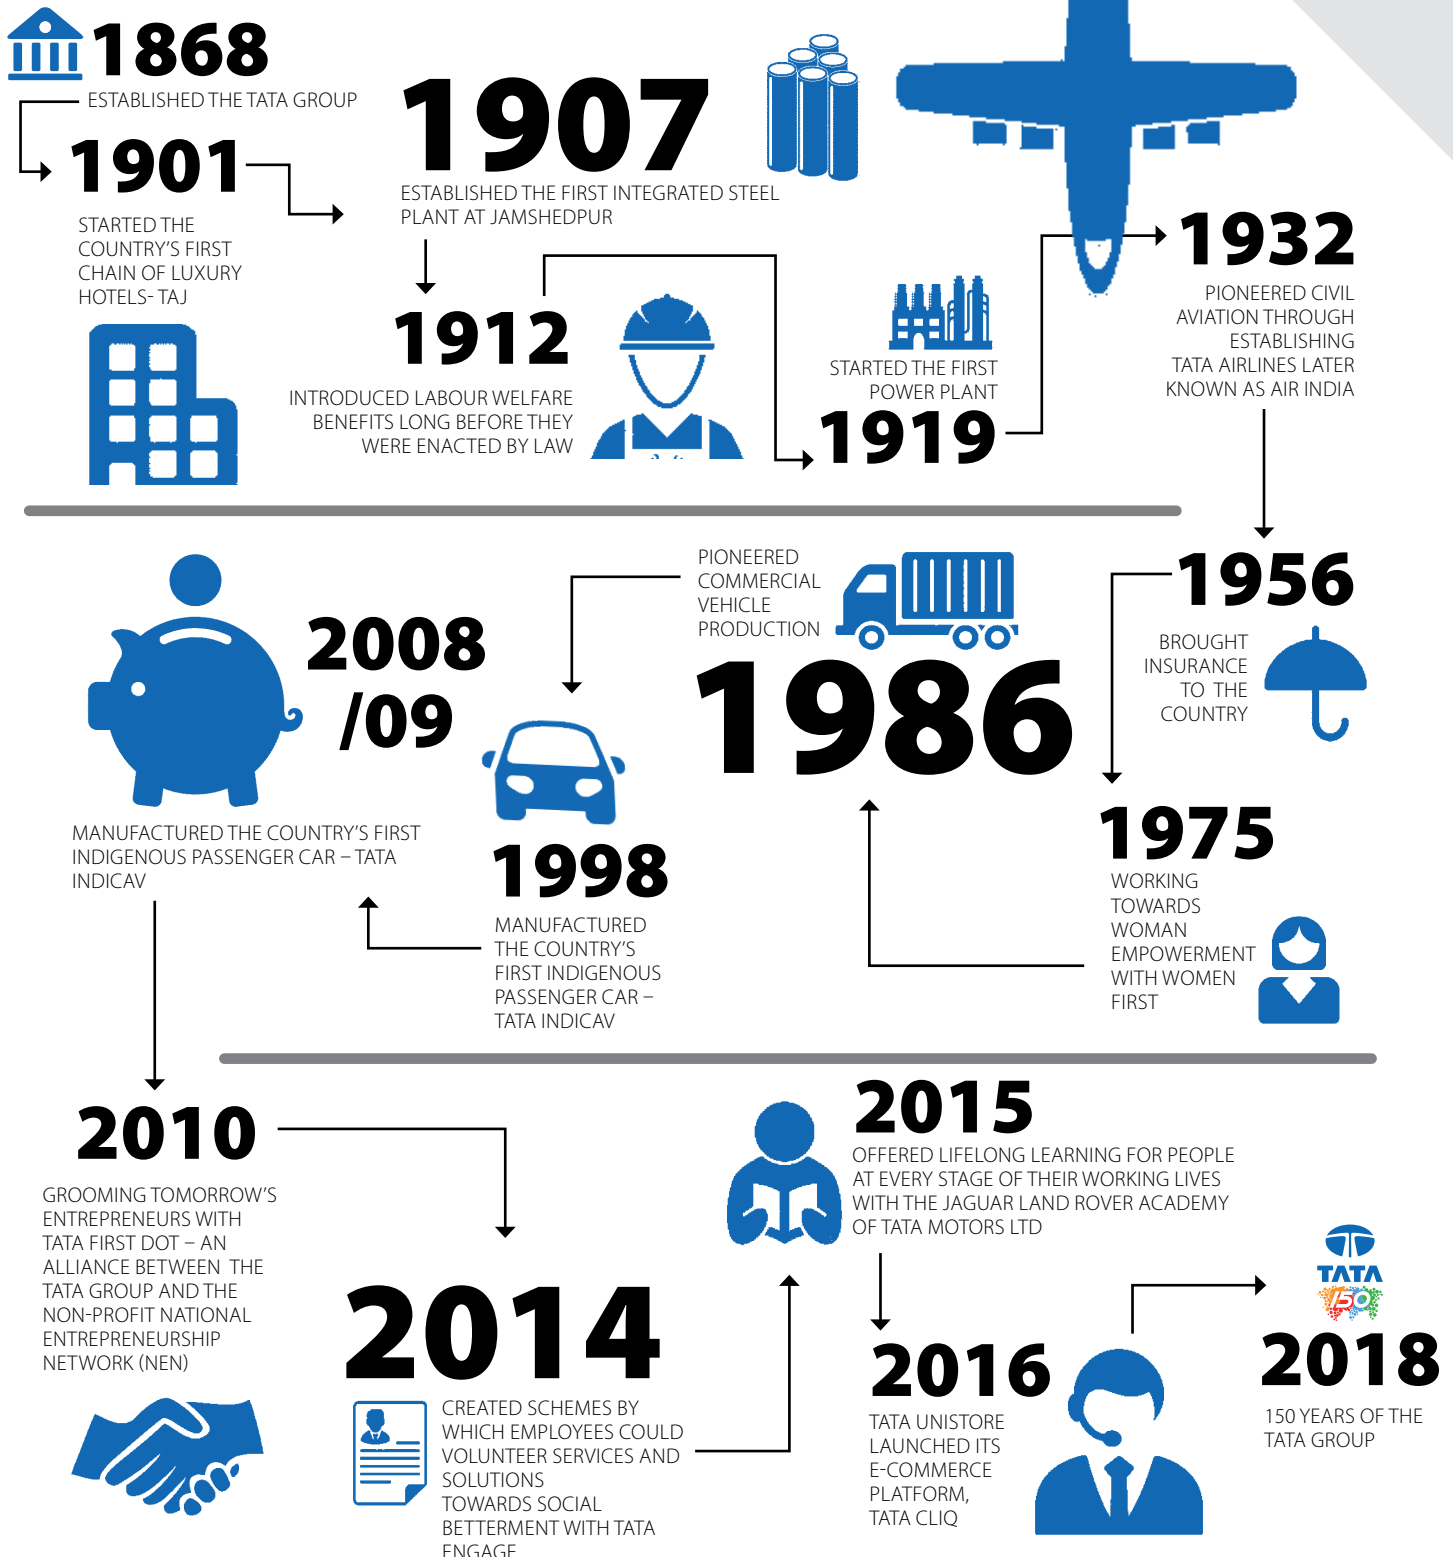 1868
ESTABLISHED THE TATA GROUP
1901
STARTED THE
COUNTRY'S FIRST
CHAIN OF LUXURY
HOTELS- TAJ
1907
ESTABLISHED THE FIRST INTEGRATED STEEL
PLANT AT JAMSHEDPUR
1912
INTRODUCED LABOUR WELFARE
BENEFITS LONG BEFORE THEY
WERE ENACTED BY LAW
STARTED THE FIRST
POWER PLANT
1919
1932
PIONEERED CIVIL
AVIATION THROUGH
ESTABLISHING
TATA AIRLINES LATER
KNOWN AS AIR INDIA
1956
BROUGHT
INSURANCE
TO THE
COUNTRY
1975
WORKING
TOWARDS
WOMAN
EMPOWERMENT
WITH WOMEN
FIRST
PIONEERED
COMMERCIAL
VEHICLE
PRODUCTION
1986
1998
MANUFACTURED
THE COUNTRY'S
FIRST INDIGENOUS
PASSENGER CAR –
TATA INDICAV
2008
/09
MANUFACTURED THE COUNTRY'S FIRST
INDIGENOUS PASSENGER CAR – TATA
INDICAV
2010
GROOMING TOMORROW'S
ENTREPRENEURS WITH
TATA FIRST DOT – AN
ALLIANCE BETWEEN THE
TATA GROUP AND THE
NON-PROFIT NATIONAL
ENTREPRENEURSHIP
NETWORK (NEN)
2014
CREATED SCHEMES BY
WHICH EMPLOYEES COULD
VOLUNTEER SERVICES AND
SOLUTIONS
TOWARDS SOCIAL
BETTERMENT WITH TATA
ENGAGE
2015
OFFERED LIFELONG LEARNING FOR PEOPLE
AT EVERY STAGE OF THEIR WORKING LIVES
WITH THE JAGUAR LAND ROVER ACADEMY
OF TATA MOTORS LTD
2016
TATA UNISTORE
LAUNCHED ITS
E-COMMERCE
PLATFORM,
TATA CLIQ
TATA
150
2018
150 YEARS OF THE
TATA GROUP